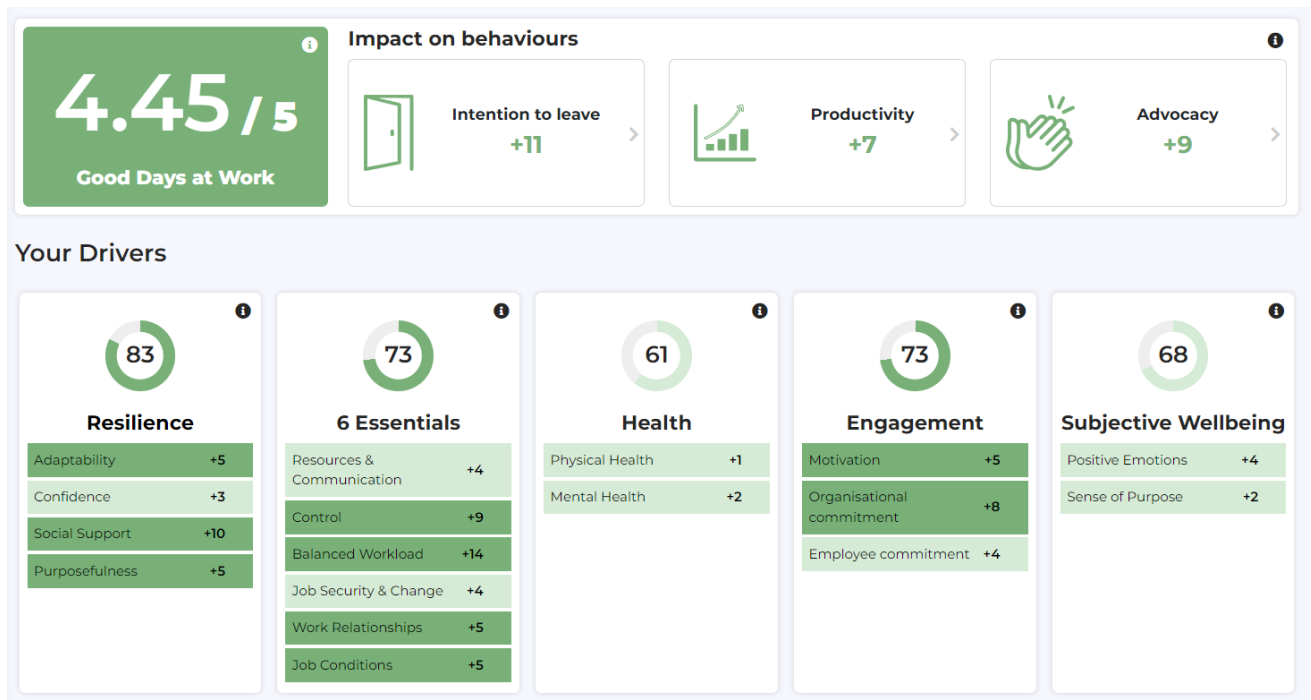 4.45 / 5
Good Days at Work
Impact on behaviours
Intention to leave
+11
Productivity
+7
Advocacy
+9
Your Drivers
83
Resilience
Adaptability +5
Confidence +3
Social Support +10
Purposefulness +5
73
6 Essentials
Resources &
Communication +4
Control +9
Balanced Workload +14
Job Security & Change +4
Work Relationships +5
Job Conditions +5
61
Health
Physical Health +1
Mental Health +2
73
Engagement
Motivation +5
Organisational
commitment +8
Employee commitment +4
68
Subjective Wellbeing
Positive Emotions +4
Sense of Purpose +2